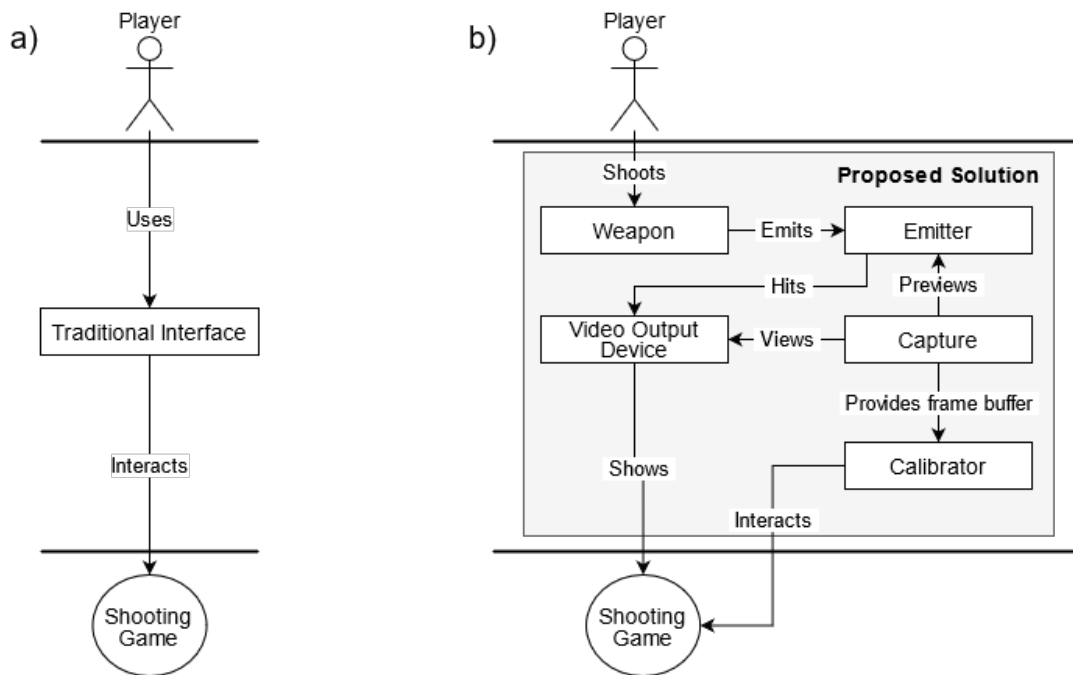 a)
Player
Uses
Traditional Interface
Interacts
Shooting
Game
b)
Player
Proposed Solution
Shoots
Weapon
Emits
Emitter
Hits
Previews
Video Output
Device
Views
Capture
Provides frame buffer
Shows
Calibrator
Interacts
Shooting
Game